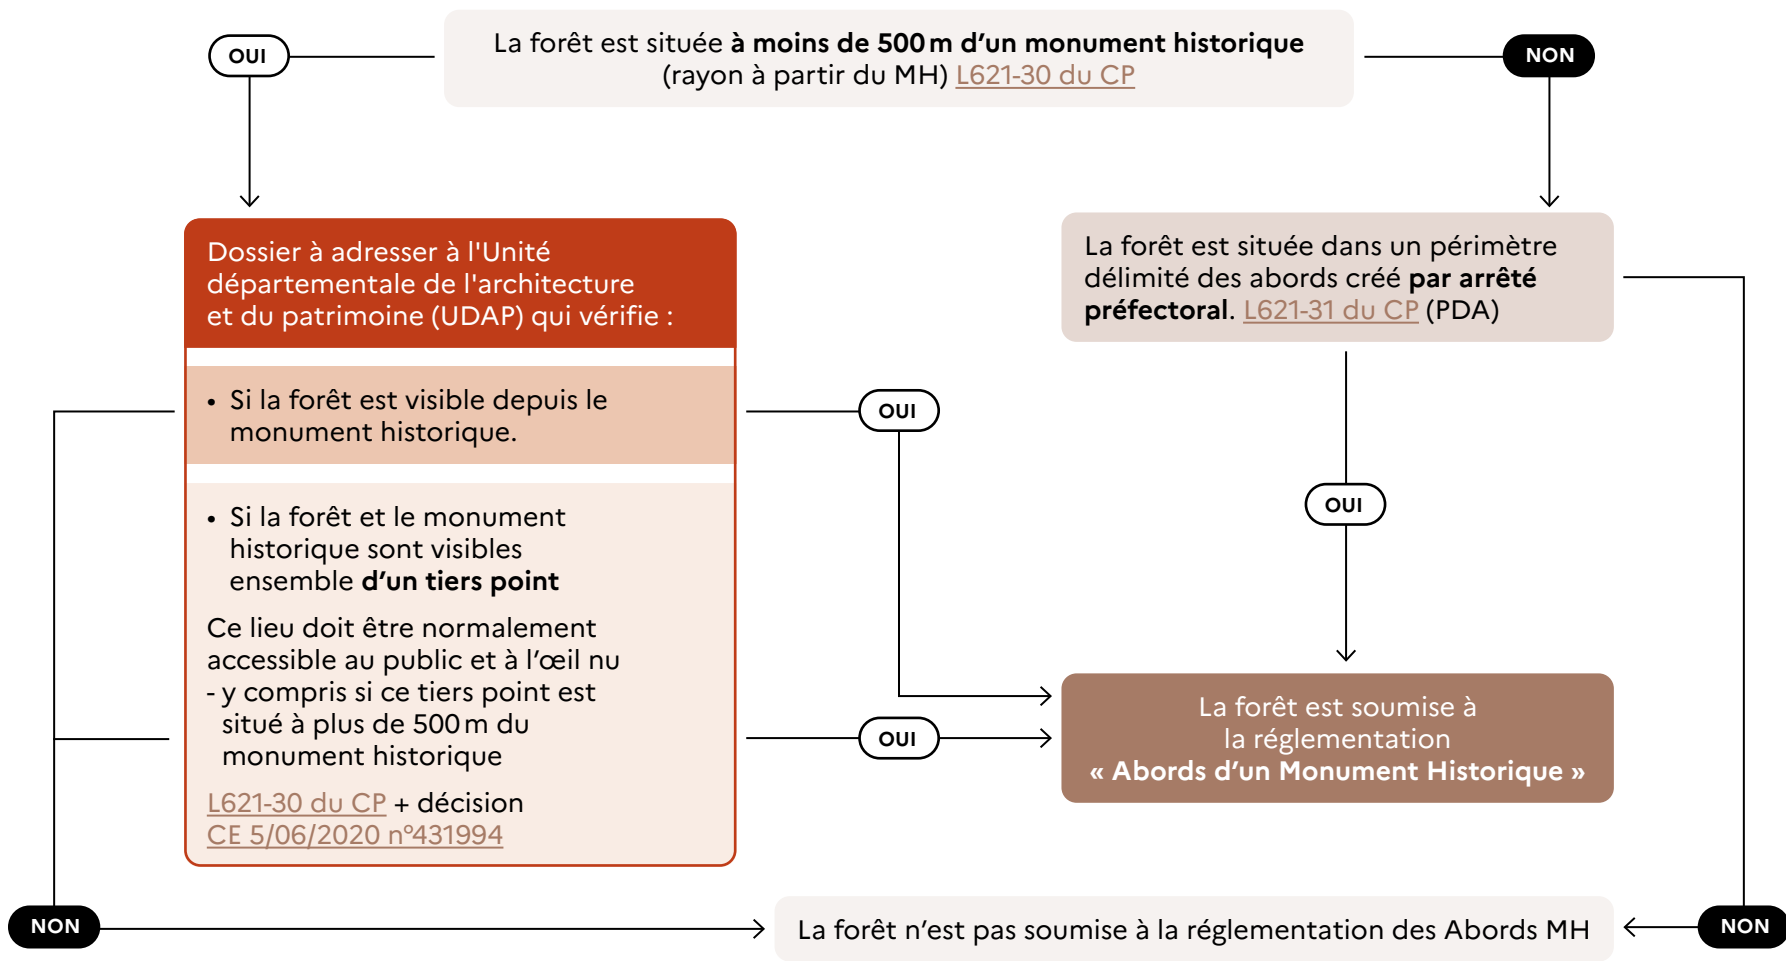 OUI
La forêt est située à moins de 500 m d’un monument historique
(rayon à partir du MH) L621-30 du CP
NON
Dossier à adresser à l'Unité
départementale de l'architecture
et du patrimoine (UDAP) qui vérifie :
• Si la forêt est visible depuis le
monument historique.
• Si la forêt et le monument
historique sont visibles
ensemble d’un tiers point
Ce lieu doit être normalement
accessible au public et à l’œil nu
- y compris si ce tiers point est
situé à plus de 500 m du
monument historique
L621-30 du CP + décision
CE 5/06/2020 n°431994
OUI
OUI
La forêt est située dans un périmètre
délimité des abords créé par arrêté
préfectoral. L621-31 du CP (PDA)
OUI
La forêt est soumise à
la réglementation
« Abords d’un Monument Historique »
NON
La forêt n’est pas soumise à la réglementation des Abords MH
NON